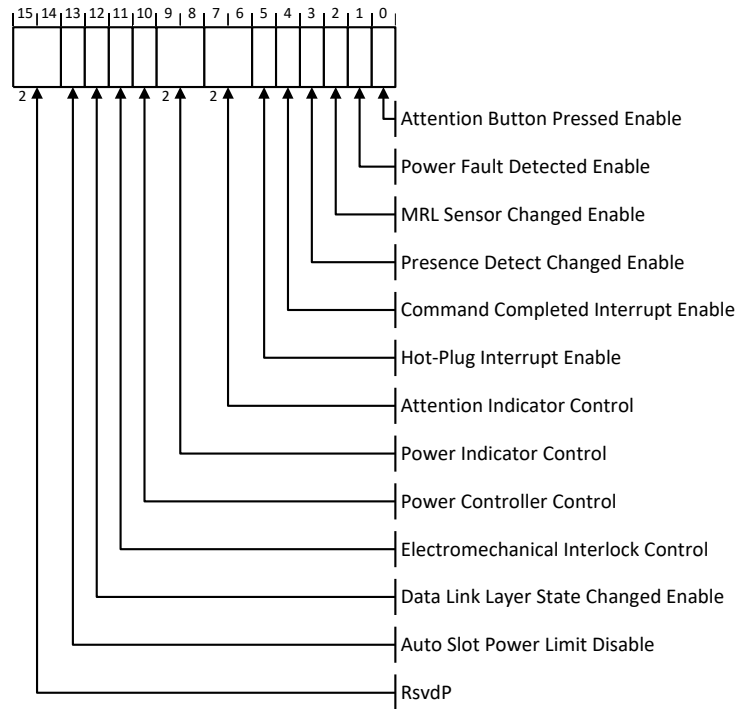 15 14 13 12 11 10 9 8 7 6 5 4 3 2 1 0
2 2 2
Attention Button Pressed Enable
Power Fault Detected Enable
MRL Sensor Changed Enable
Presence Detect Changed Enable
Command Completed Interrupt Enable
Hot-Plug Interrupt Enable
Attention Indicator Control
Power Indicator Control
Power Controller Control
Electromechanical Interlock Control
Data Link Layer State Changed Enable
Auto Slot Power Limit Disable
RsvdP